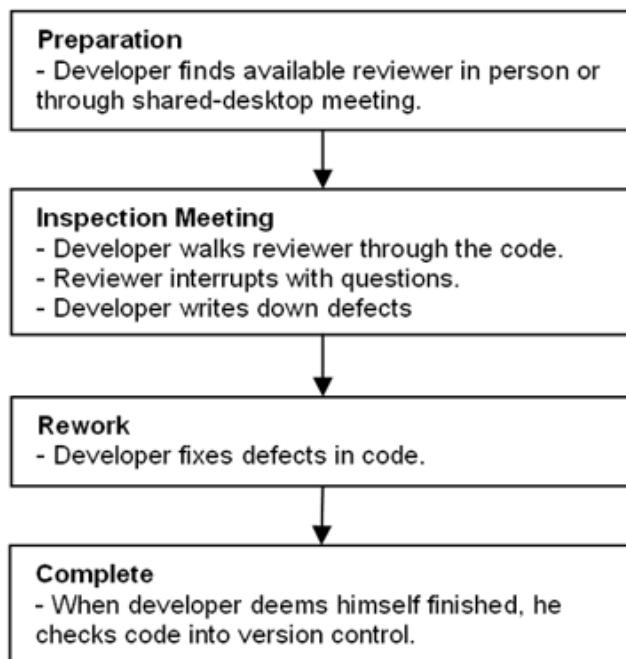 Preparation
- Developer finds available reviewer in person or
through shared-desktop meeting.
Inspection Meeting
- Developer walks reviewer through the code.
- Reviewer interrupts with questions.
- Developer writes down defects
Rework
- Developer fixes defects in code.
Complete
- When developer deems himself finished, he
checks code into version control.